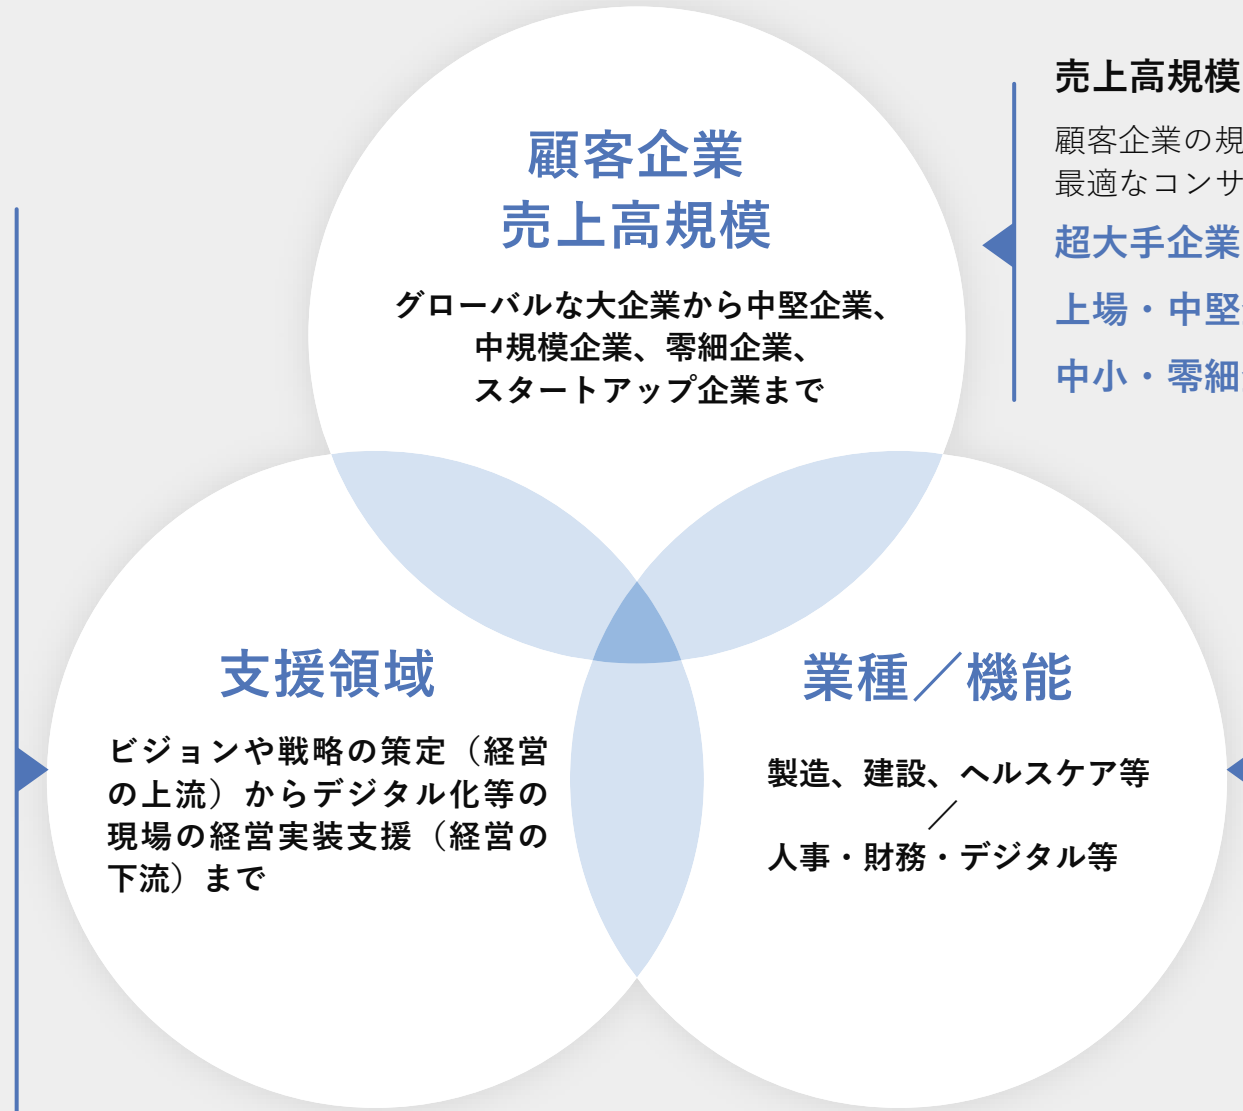 顧客企業
売上高規模
グローバルな大企業から中堅企業、
中規模企業、零細企業、
スタートアップ企業まで
売上高規模
顧客企業の規
最適なコンサ
超大手企業
上場・中堅
中小・零細
支援領域
ビジョンや戦略の策定（経営
の上流）からデジタル化等の
現場の経営実装支援（経営の
下流）まで
業種／機能
製造、建設、ヘルスケア等
／
人事・財務・デジタル等